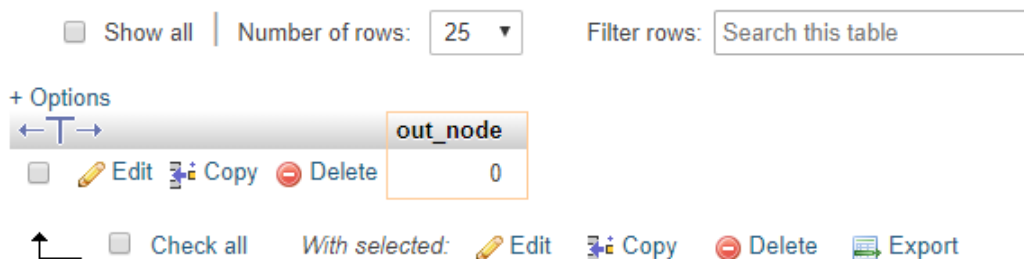 Show all Number of rows: 25 Filter rows: Search this table
+ Options
out_node
Edit Copy Delete 0
Check all With selected: Edit Copy Delete Export